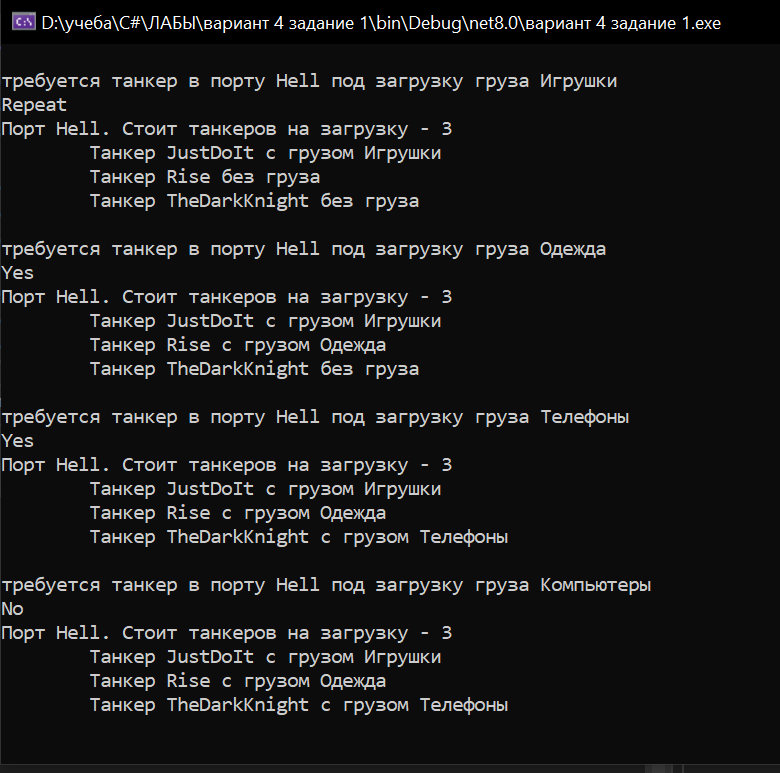 D:\учеба\C#\ЛАБЫ\вариант 4 задание 1\bin\Debug\net8.0\вариант 4 задание 1.exe
требуется танкер в порту Hell под загрузку груза Игрушки
Repeat
Порт Hell. Стоит танкеров на загрузку - 3
Танкер JustDoIt с грузом Игрушки
Танкер Rise без груза
Танкер TheDarkKnight без груза
требуется танкер в порту Hell под загрузку груза Одежда
Yes
Порт Hell. Стоит танкеров на загрузку - 3
Танкер JustDoIt с грузом Игрушки
Танкер Rise с грузом Одежда
Танкер TheDarkKnight без груза
требуется танкер в порту Hell под загрузку груза Телефоны
Yes
Порт Hell. Стоит танкеров на загрузку - 3
Танкер JustDoIt с грузом Игрушки
Танкер Rise с грузом Одежда
Танкер TheDarkKnight с грузом Телефоны
требуется танкер в порту Hell под загрузку груза Компьютеры
No
Порт Hell. Стоит танкеров на загрузку - 3
Танкер JustDoIt с грузом Игрушки
Танкер Rise с грузом Одежда
Танкер TheDarkKnight с грузом Телефоны